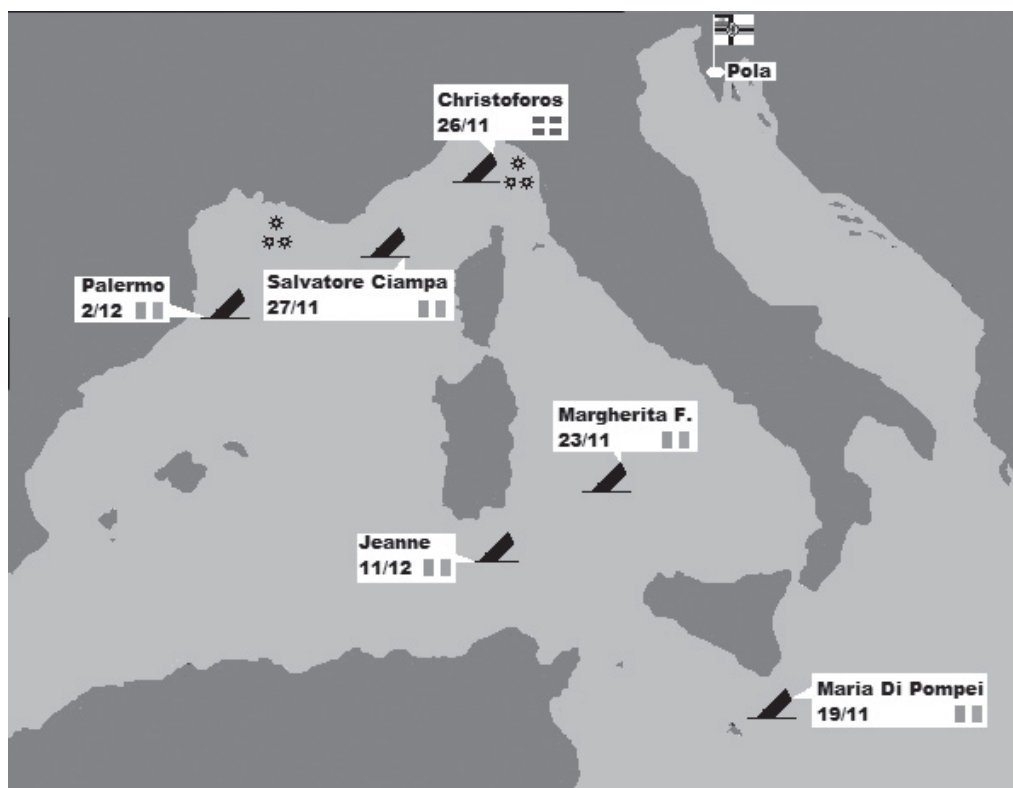 Pola
Christoforos
26/11
Salvatore Ciampa
27/11
Palermo
2/12
Margherita F.
23/11
Jeanne
11/12
Maria Di Pompei
19/11